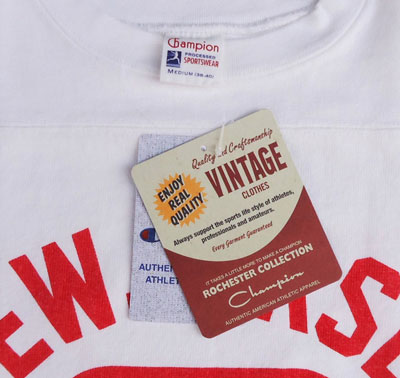 Champion
PROCESSED
SPORTSWEAR
MEDIUM (38-40)
Quality and Craftsmanship
VINTAGE
CLOTHES
ENJOY
REAL
QUALITY
Always support the sports life style of athletes,
professionals and amateurs.
Every Garment Guaranteed
IT TAKES A LITTLE MORE TO MAKE A CHAMPION
ROCHESTER COLLECTION
Champion
AUTHENTIC AMERICAN ATHLETIC APPAREL
AUTHEN
ATHLET
EW